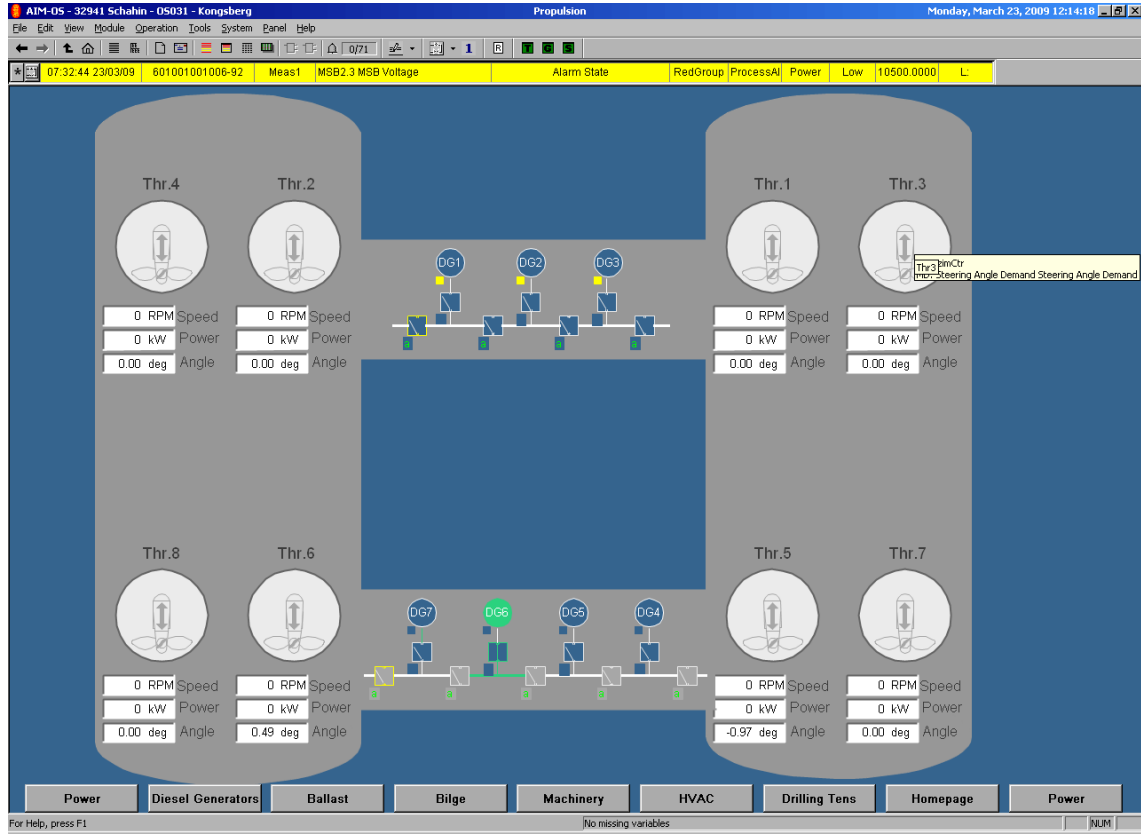 AIM-OS - 32941 Schahin - OS031 - Kongsberg Propulsion Monday, March 23, 2009 12:14:18
File Edit View Module Operation Tools System Panel Help
0/71 1 R T G S
* 07:32:44 23/03/09 601001001006-92 Meas1 MSB2.3 MSB Voltage Alarm State RedGroup ProcessAl Power Low 10500.0000 L:
Thr.4 Thr.2 Thr.1 Thr.3
DG1 DG2 DG3
Thr3
Steering Angle Demand Steering Angle Demand
0 RPM Speed 0 RPM Speed 0 RPM Speed 0 RPM Speed
0 kW Power 0 kW Power 0 kW Power 0 kW Power
a a a a
0.00 deg Angle 0.00 deg Angle 0.00 deg Angle 0.00 deg Angle
Thr.8 Thr.6 Thr.5 Thr.7
DG7 DG6 DG5 DG4
0 RPM Speed 0 RPM Speed 0 RPM Speed 0 RPM Speed
a a a a a
0 kW Power 0 kW Power 0 kW Power 0 kW Power
0.00 deg Angle 0.49 deg Angle -0.97 deg Angle 0.00 deg Angle
Power Diesel Generators Ballast Bilge Machinery HVAC Drilling Tens Homepage Power
For Help, press F1 No missing variables NUM